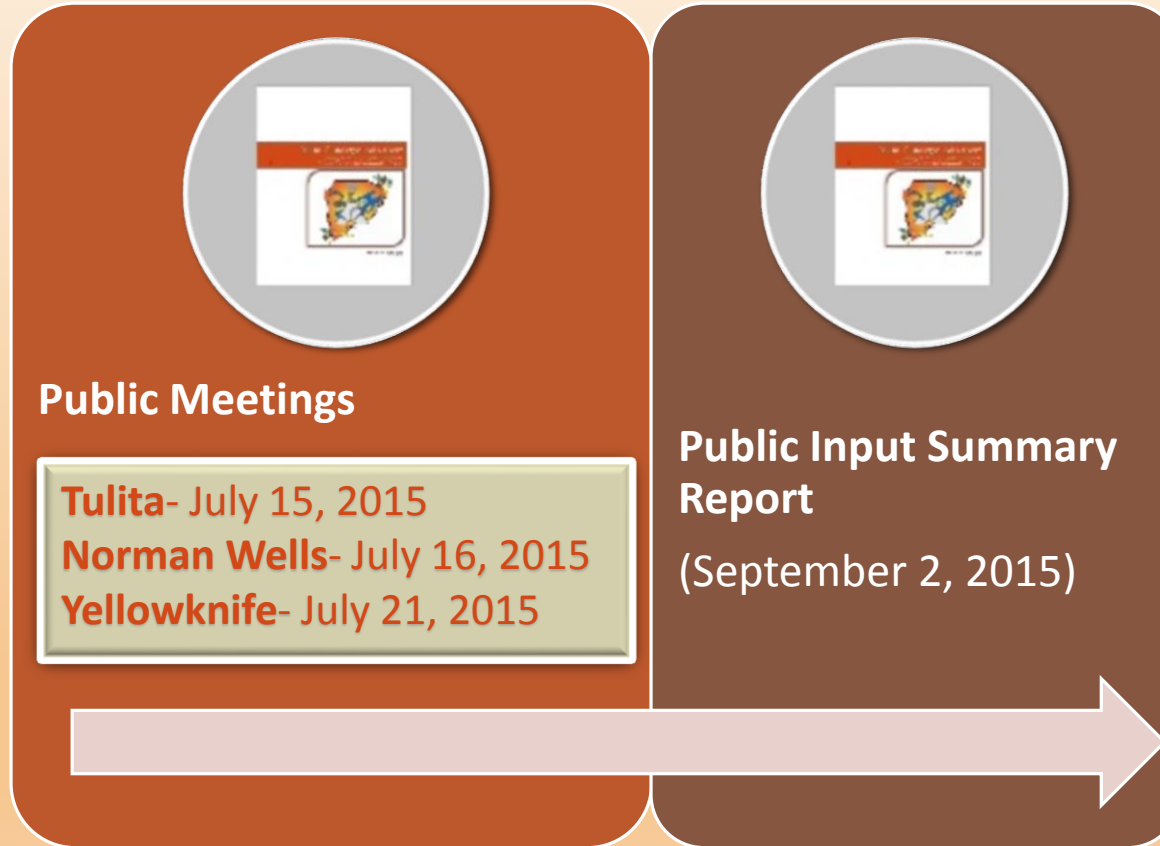 Public Meetings
Tulita- July 15, 2015
Norman Wells- July 16, 2015
Yellowknife- July 21, 2015
Public Input Summary
Report
(September 2, 2015)